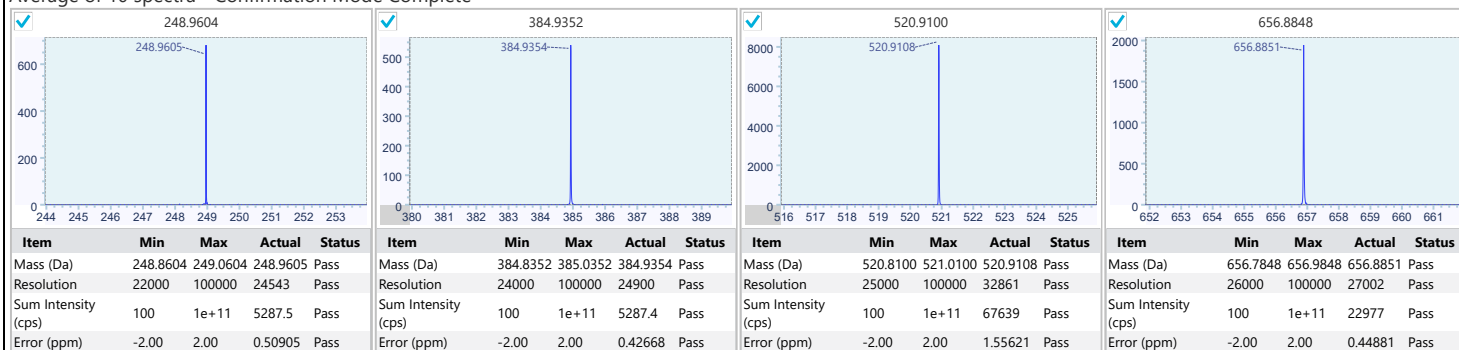 Average of 10 spectra - Confirmation Mode Complete
248.9604
248.9605
600
400
200
0
244 245 246 247 248 249 250 251 252 253
Item Min Max Actual Status
Mass (Da) 248.8604 249.0604 248.9605 Pass
Resolution 22000 100000 24543 Pass
Sum Intensity (cps) 100 1e+11 5287.5 Pass
Error (ppm) -2.00 2.00 0.50905 Pass
384.9352
384.9354
500
400
300
200
100
0
380 381 382 383 384 385 386 387 388 389
Item Min Max Actual Status
Mass (Da) 384.8352 385.0352 384.9354 Pass
Resolution 24000 100000 24900 Pass
Sum Intensity (cps) 100 1e+11 5287.4 Pass
Error (ppm) -2.00 2.00 0.42668 Pass
520.9100
520.9108
8000
6000
4000
2000
0
516 517 518 519 520 521 522 523 524 525
Item Min Max Actual Status
Mass (Da) 520.8100 521.0100 520.9108 Pass
Resolution 25000 100000 32861 Pass
Sum Intensity (cps) 100 1e+11 67639 Pass
Error (ppm) -2.00 2.00 1.55621 Pass
656.8848
656.8851
2000
1500
1000
500
0
652 653 654 655 656 657 658 659 660 661
Item Min Max Actual Status
Mass (Da) 656.7848 656.9848 656.8851 Pass
Resolution 26000 100000 27002 Pass
Sum Intensity (cps) 100 1e+11 22977 Pass
Error (ppm) -2.00 2.00 0.44881 Pass